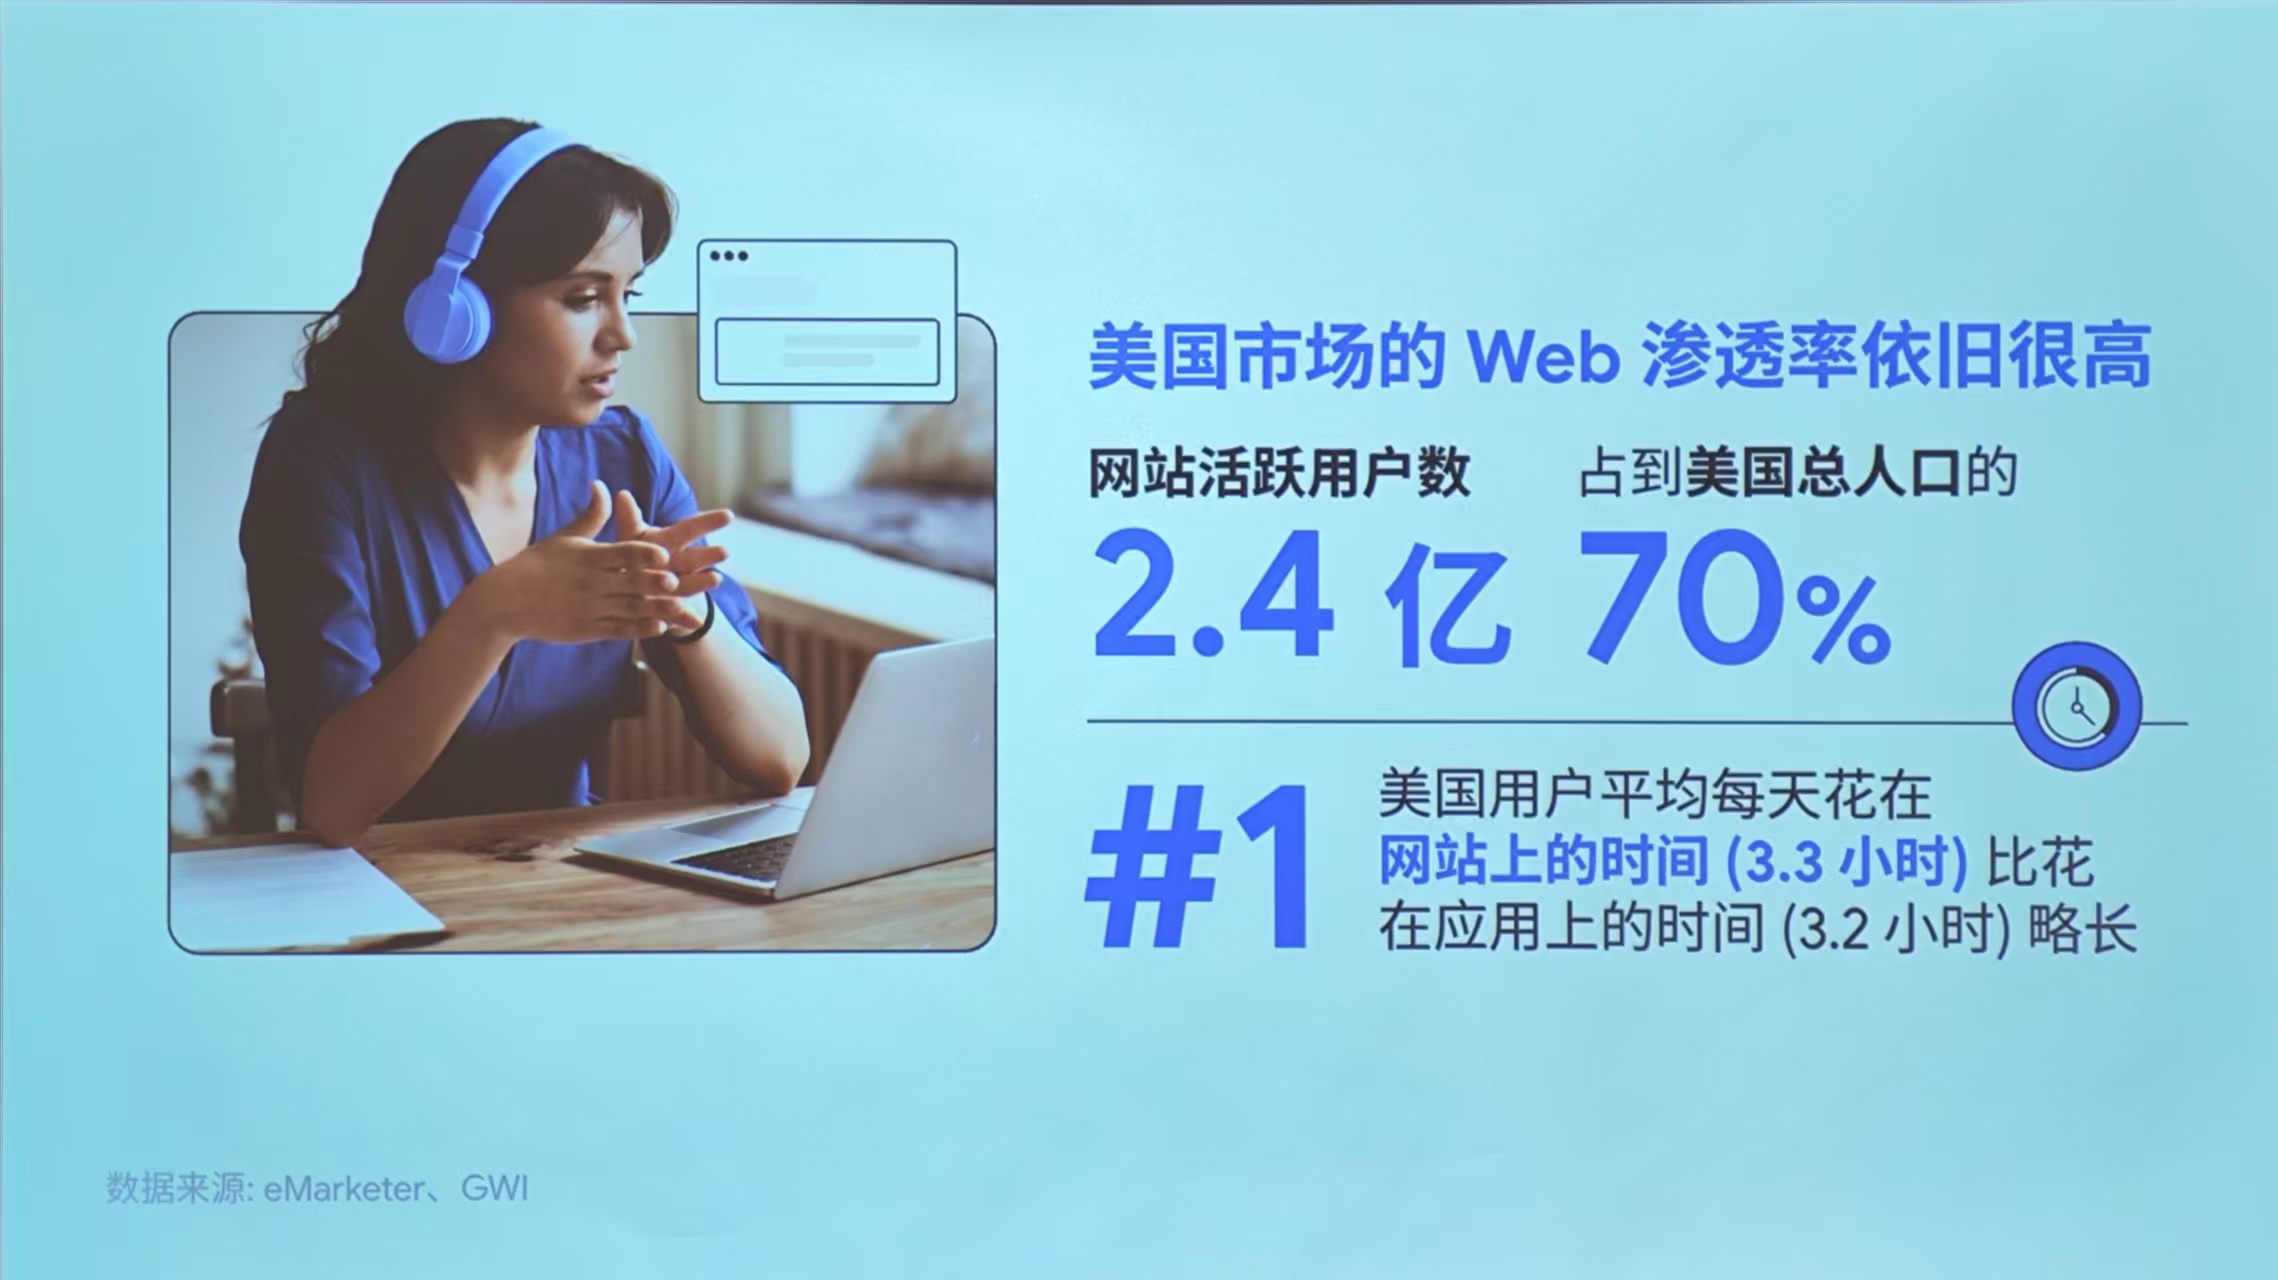 美国市场的 Web 渗透率依旧很高
网站活跃用户数
2.4 亿
占到美国总人口的
70%
#1
美国用户平均每天花在
网站上的时间 (3.3 小时) 比花
在应用上的时间 (3.2 小时) 略长
数据来源: eMarketer、GWI